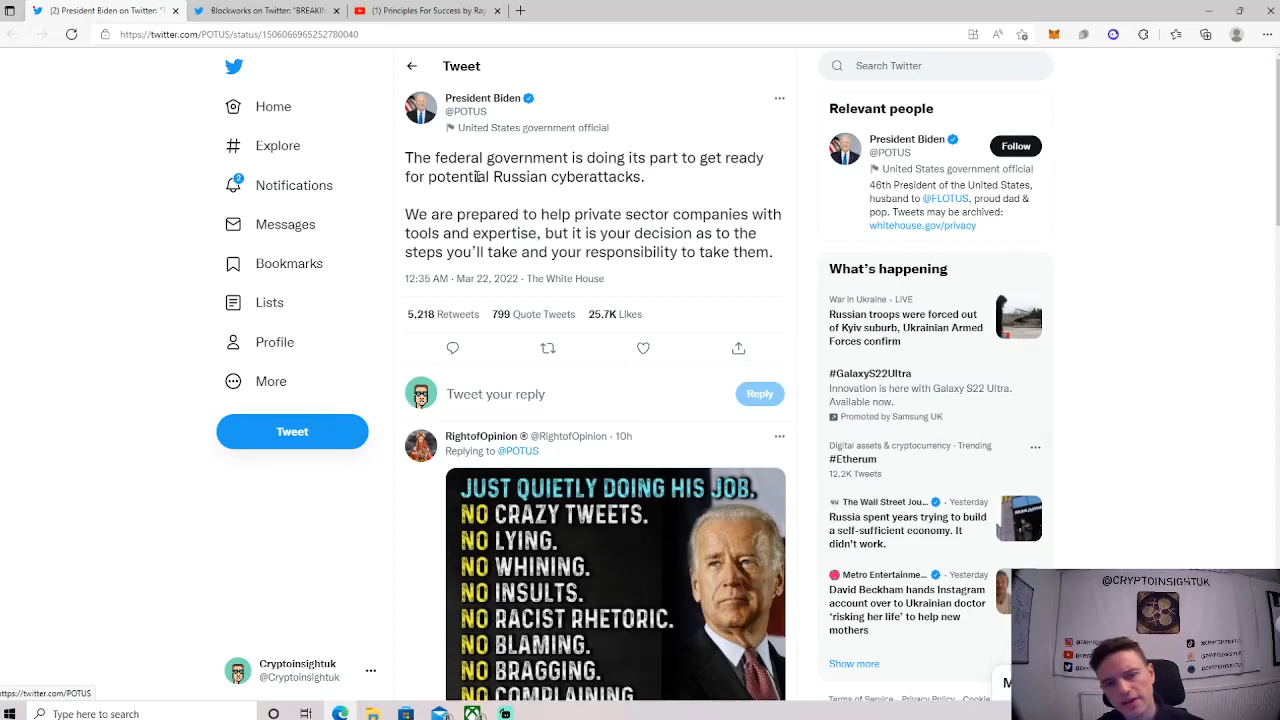 (2) President Biden on Twitter: "T
Blockworks on Twitter: "BREAKIN
(1) Principles For Success by Ray
https://twitter.com/POTUS/status/1506066965252780040
Home
Explore
2
Notifications
Messages
Bookmarks
Lists
Profile
More
Tweet
Cryptoinsightuk
@Cryptoinsightuk
Tweet
President Biden
@POTUS
United States government official
The federal government is doing its part to get ready
for potential Russian cyberattacks.
We are prepared to help private sector companies with
tools and expertise, but it is your decision as to the
steps you'll take and your responsibility to take them.
12:35 AM · Mar 22, 2022 · The White House
5,218 Retweets 799 Quote Tweets 25.7K Likes
Tweet your reply
Reply
RightofOpinion ® @RightofOpinion · 10h
Replying to @POTUS
JUST QUIETLY DOING HIS JOB.
NO CRAZY TWEETS.
NO LYING.
NO WHINING.
NO INSULTS.
NO RACIST RHETORIC.
NO BLAMING.
NO BRAGGING.
NO COMPLAINING
Search Twitter
Relevant people
President Biden
@POTUS
Follow
United States government official
46th President of the United States,
husband to @FLOTUS, proud dad &
pop. Tweets may be archived:
whitehouse.gov/privacy
What's happening
War in Ukraine · LIVE
Russian troops were forced out
of Kyiv suburb, Ukrainian Armed
Forces confirm
#GalaxyS22Ultra
Innovation is here with Galaxy S22 Ultra.
Available now.
Promoted by Samsung UK
Digital assets & cryptocurrency · Trending
#Etherum
12.2K Tweets
The Wall Street Jou... · Yesterday
Russia spent years trying to build
a self-sufficient economy. It
didn't work.
Metro Entertainme... · Yesterday
David Beckham hands Instagram
account over to Ukrainian doctor
'risking her life' to help new
mothers
Show more
Terms of Service Privacy Policy Cookie
@CRYPTOINSIGHTUK
https://twitter.com/POTUS
Type here to search